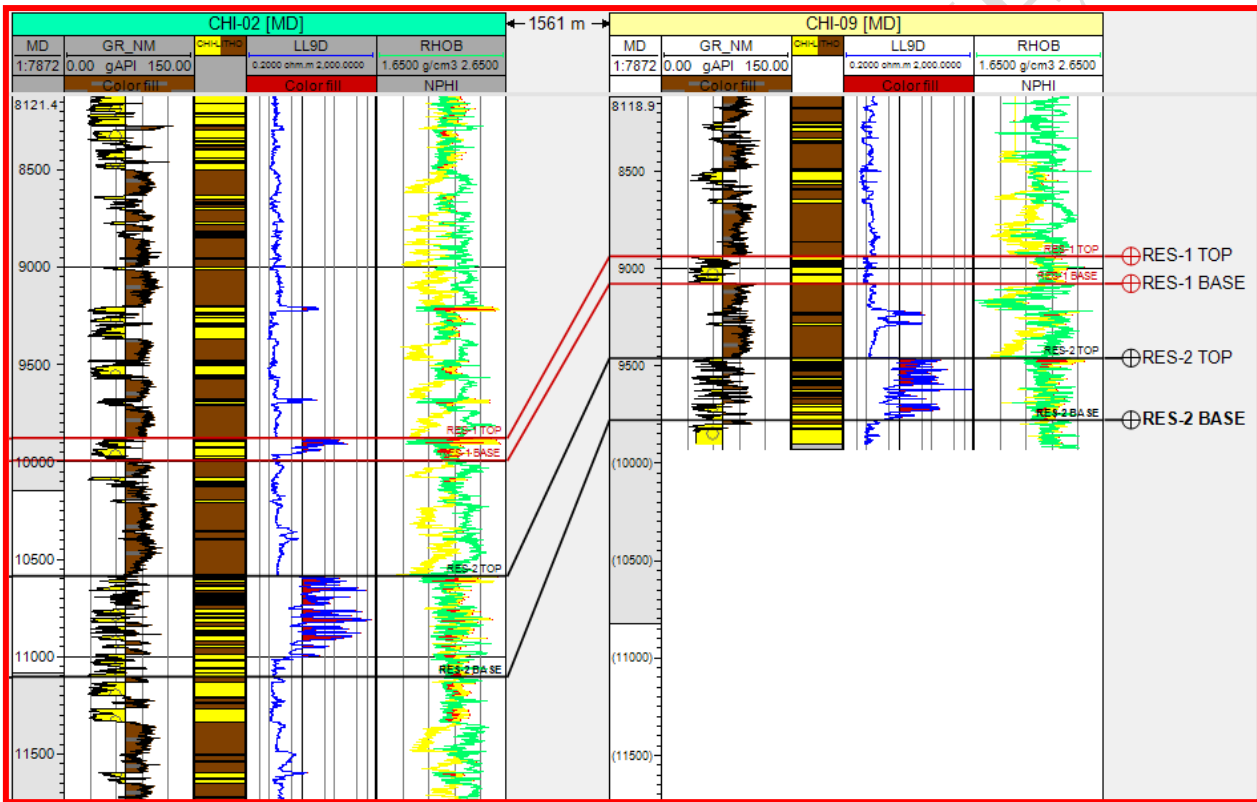 CHI-02 [MD]
1561 m
CHI-09 [MD]
MD GR_NM LL9D RHOB
MD GR_NM LL9D RHOB
1:7872 0.00 gAPI 150.00 0.2000 ohm.m 2,000.0000 1.6500 g/cm3 2.6500
1:7872 0.00 gAPI 150.00 0.2000 ohm.m 2,000.0000 1.6500 g/cm3 2.6500
Color fill Color fill NPHI
Color fill Color fill NPHI
8121.4
8500
9000
9500
10000
10500
11000
11500
RES-1 TOP
RES-1 BASE
RES-2 TOP
RES-2 BASE
8118.9
8500
9000
9500
(10000)
(10500)
(11000)
(11500)
RES-1 TOP
RES-1 BASE
RES-2 TOP
RES-2 BASE
RES-1 TOP
RES-1 BASE
RES-2 TOP
RES-2 BASE